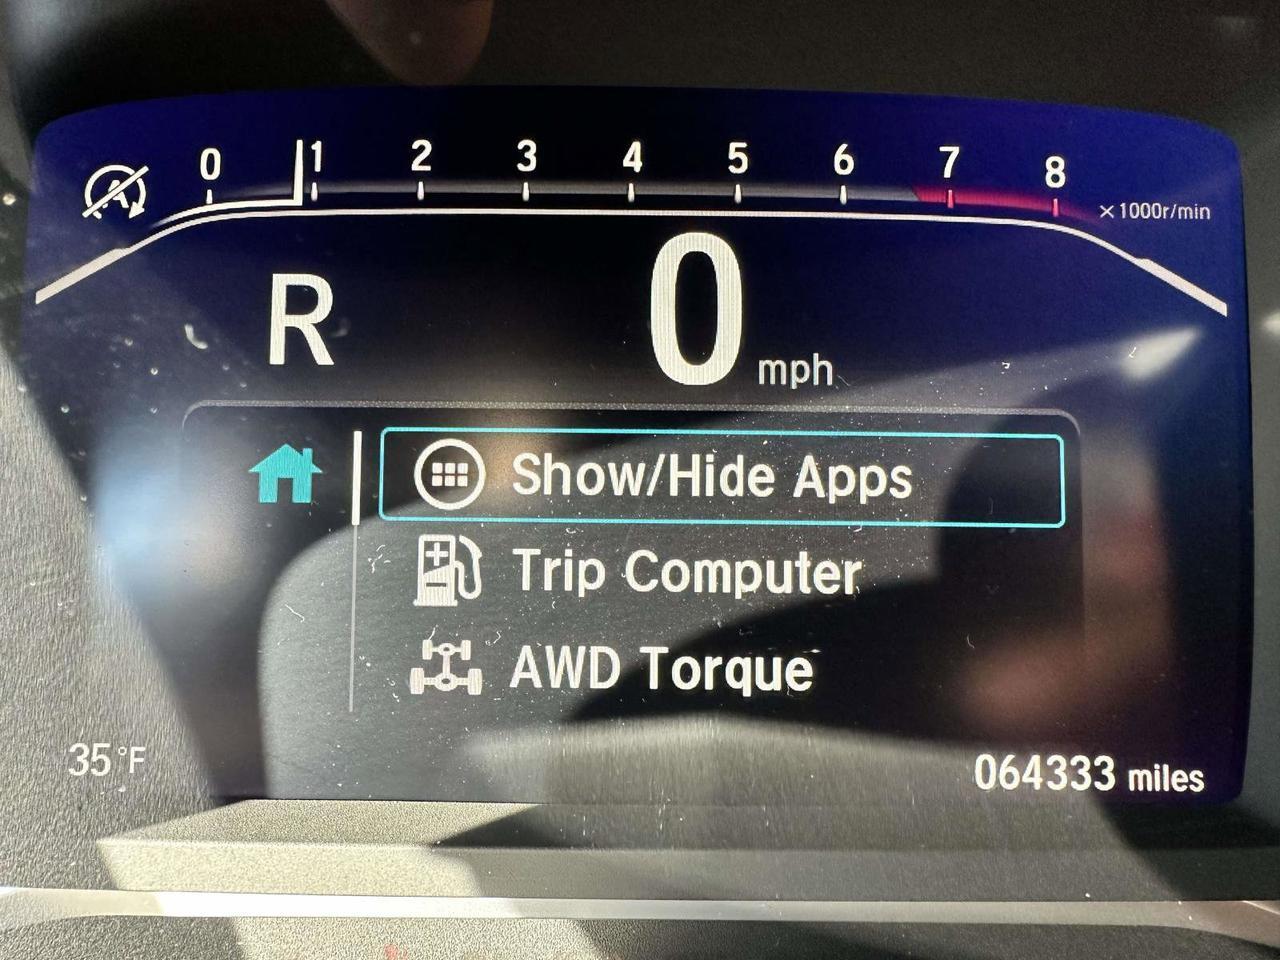 0 1 2 3 4 5 6 7 8
A
×1000r/min
R 0 mph
Show/Hide Apps
Trip Computer
AWD Torque
35°F 064333 miles